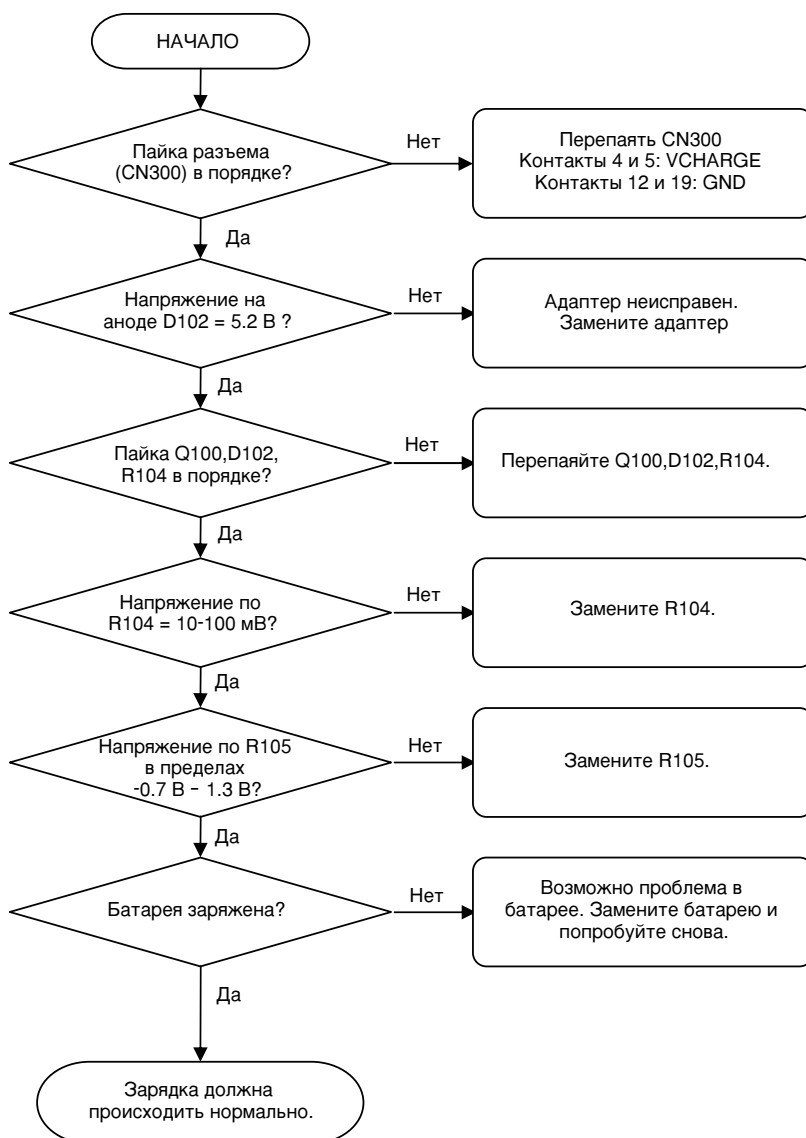 НАЧАЛО
Пайка разъема
(CN300) в порядке?
Нет
Перепаять CN300
Контакты 4 и 5: VCHARGE
Контакты 12 и 19: GND
Да
Напряжение на
аноде D102 = 5.2 В ?
Нет
Адаптер неисправен.
Замените адаптер
Да
Пайка Q100,D102,
R104 в порядке?
Нет
Перепаяйте Q100,D102,R104.
Да
Напряжение по
R104 = 10-100 мВ?
Нет
Замените R104.
Да
Напряжение по R105
в пределах
-0.7 В – 1.3 В?
Нет
Замените R105.
Да
Батарея заряжена?
Нет
Возможно проблема в
батарее. Замените батарею и
попробуйте снова.
Да
Зарядка должна
происходить нормально.